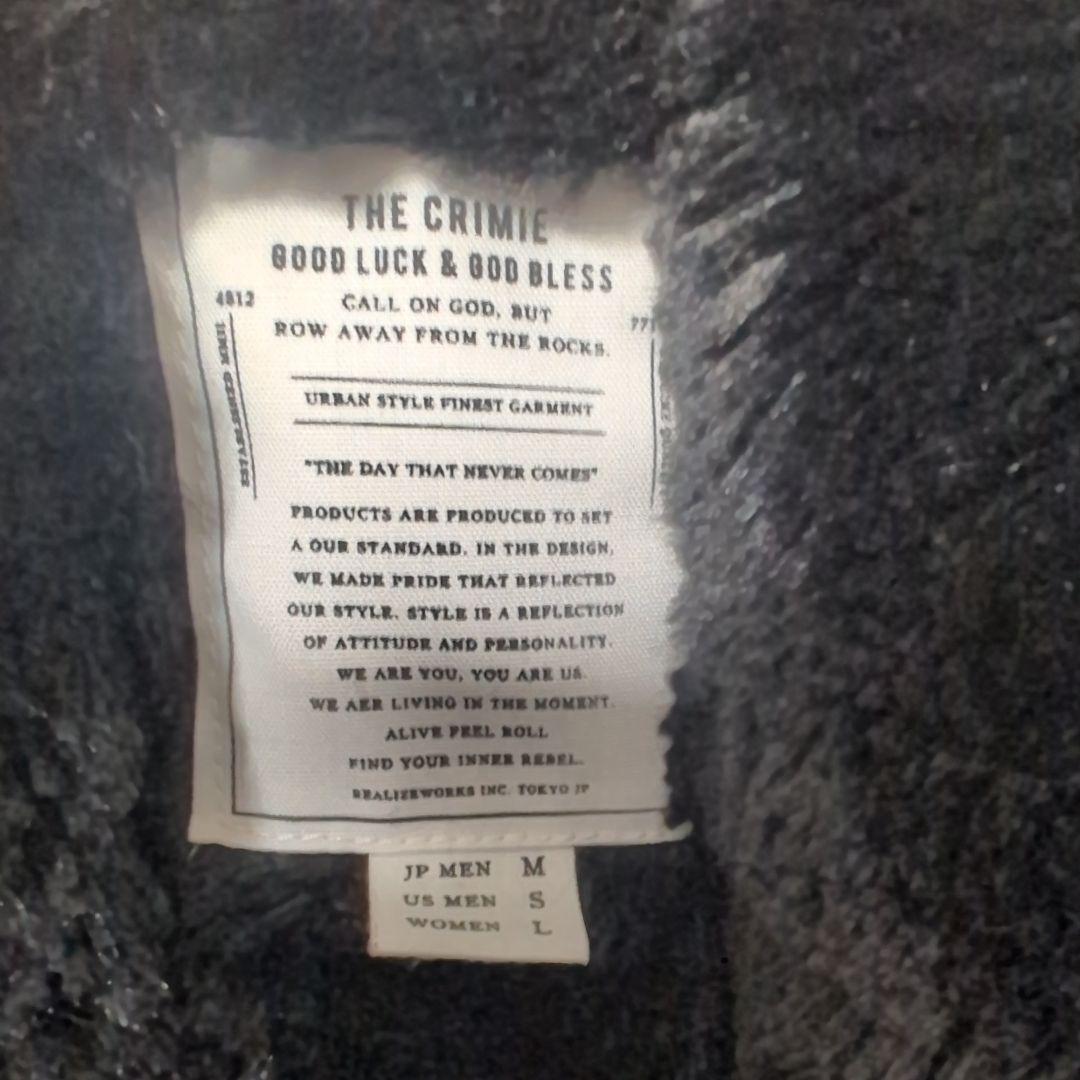 THE CRIMIE
GOOD LUCK & GOD BLESS
4812
CALL ON GOD, BUT
ROW AWAY FROM THE ROCKS.
ESTABLISHED MMII
URBAN STYLE FINEST GARMENT
"THE DAY THAT NEVER COMES"
PRODUCTS ARE PRODUCED TO SET
A OUR STANDARD. IN THE DESIGN,
WE MADE PRIDE THAT REFLECTED
OUR STYLE. STYLE IS A REFLECTION
OF ATTITUDE AND PERSONALITY.
WE ARE YOU, YOU ARE US.
WE AER LIVING IN THE MOMENT.
ALIVE FEEL ROLL
FIND YOUR INNER REBEL.
REALIZEWORKS INC. TOKYO JP
JP MEN M
US MEN S
WOMEN L